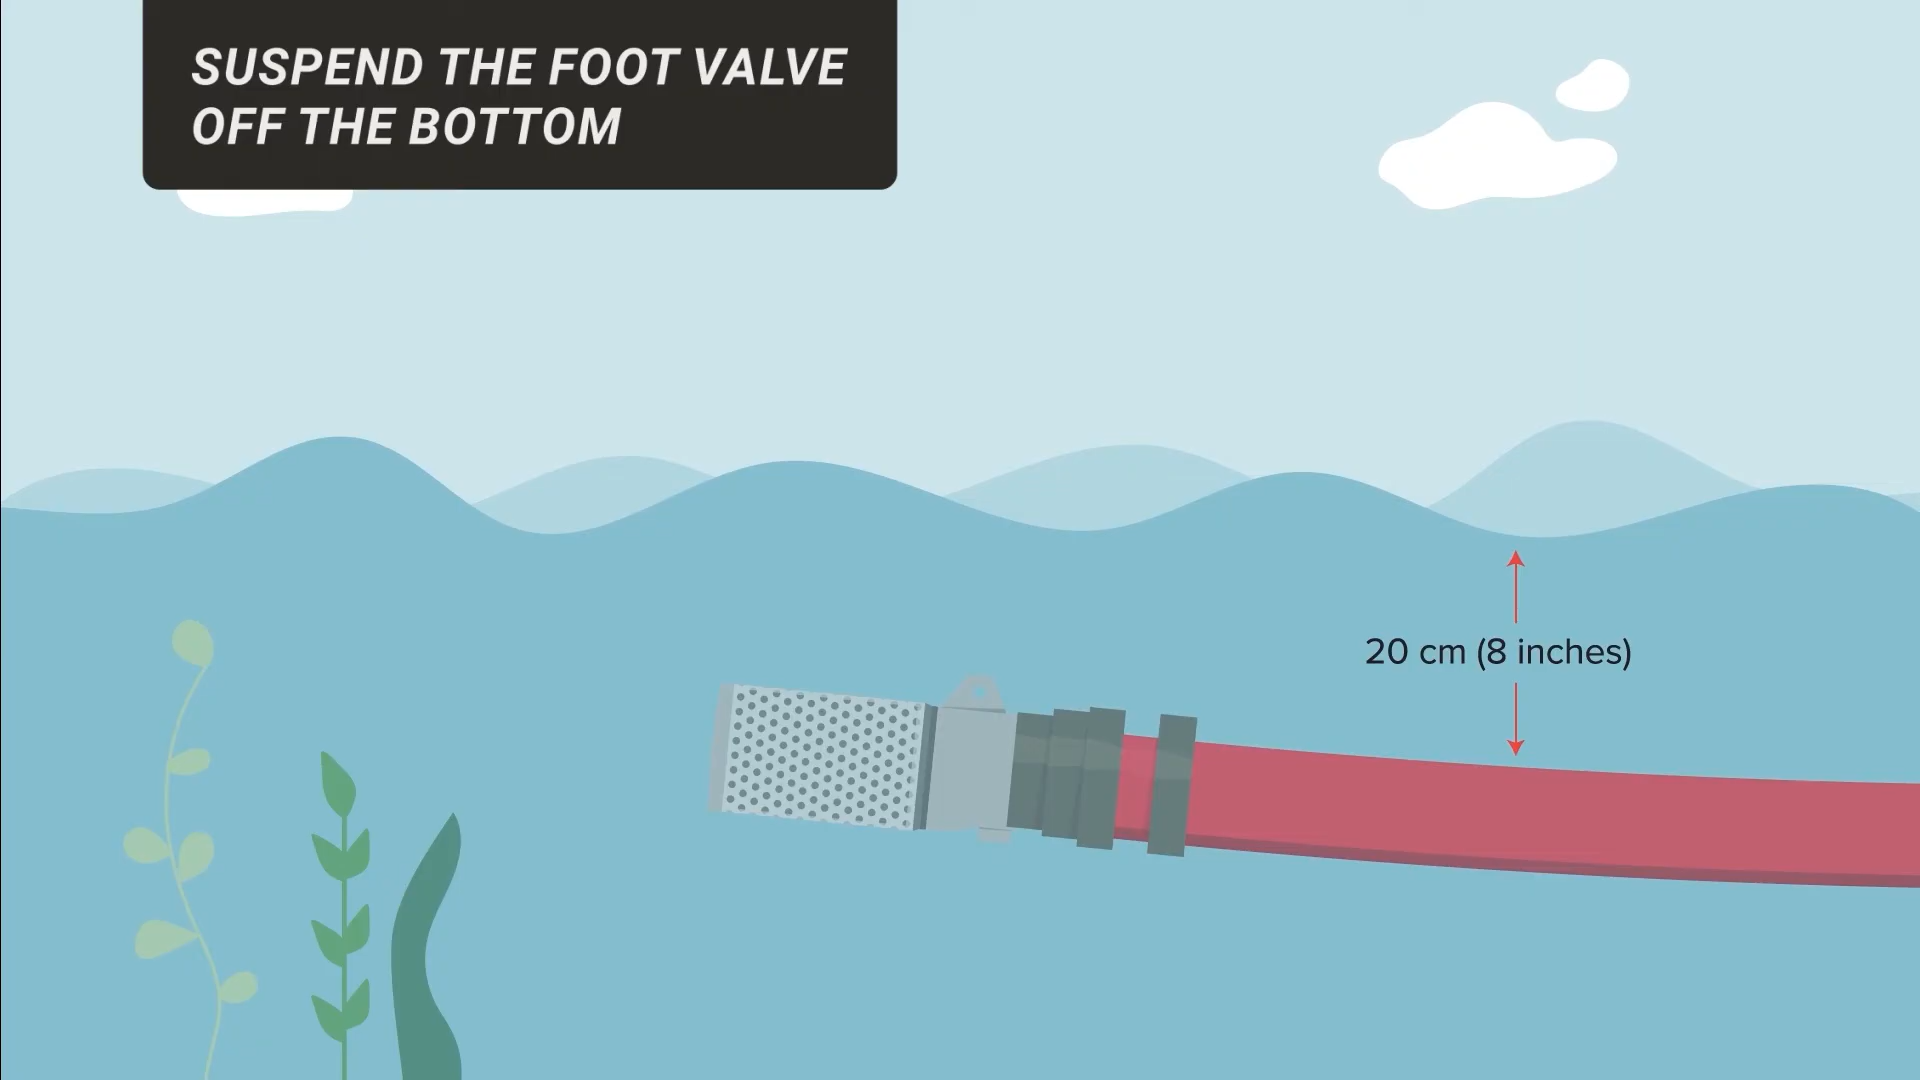 SUSPEND THE FOOT VALVE
OFF THE BOTTOM
20 cm (8 inches)